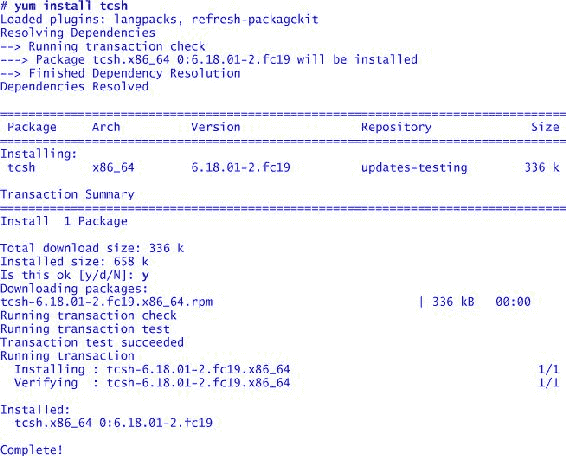 # yum install tcsh
Loaded plugins: langpacks, refresh-packagekit
Resolving Dependencies
--> Running transaction check
---> Package tcsh.x86_64 0:6.18.01-2.fc19 will be installed
--> Finished Dependency Resolution
Dependencies Resolved
================================================================================
Package Arch Version Repository Size
================================================================================
Installing:
tcsh x86_64 6.18.01-2.fc19 updates-testing 336 k
Transaction Summary
================================================================================
Install 1 Package
Total download size: 336 k
Installed size: 658 k
Is this ok [y/d/N]: y
Downloading packages:
tcsh-6.18.01-2.fc19.x86_64.rpm | 336 kB 00:00
Running transaction check
Running transaction test
Transaction test succeeded
Running transaction
Installing : tcsh-6.18.01-2.fc19.x86_64 1/1
Verifying : tcsh-6.18.01-2.fc19.x86_64 1/1
Installed:
tcsh.x86_64 0:6.18.01-2.fc19
Complete!